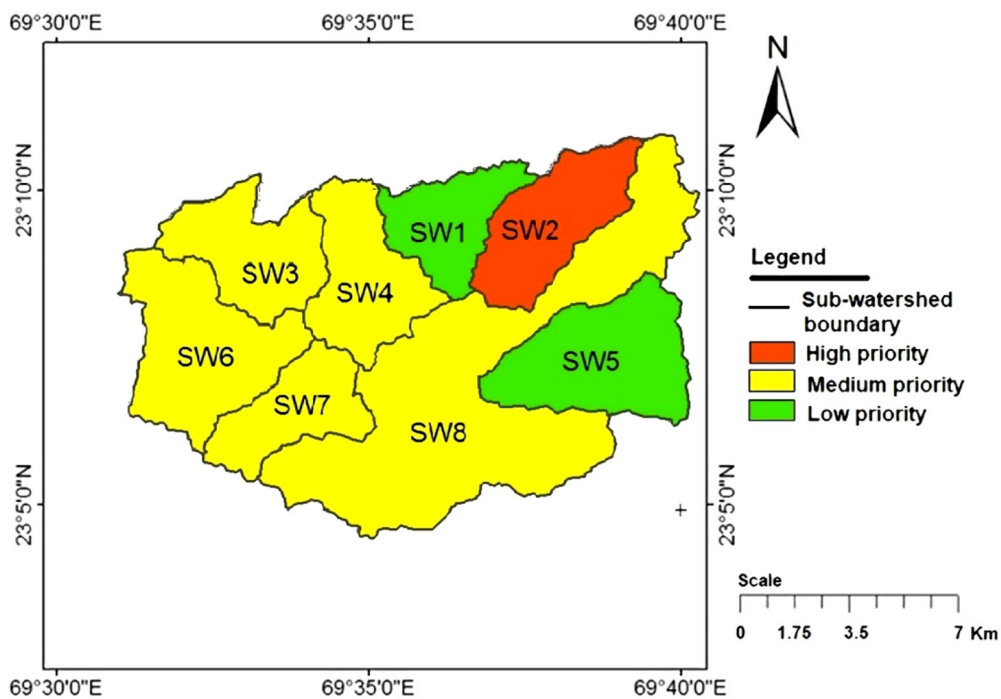 69°30'0"E 69°35'0"E 69°40'0"E
N
23°10'0"N
23°10'0"N
SW1
SW2
SW3
SW4
SW5
SW6
SW7
SW8
Legend
Sub-watershed
boundary
High priority
Medium priority
Low priority
23°5'0"N
23°5'0"N
Scale
0 1.75 3.5 7 Km
69°30'0"E 69°35'0"E 69°40'0"E